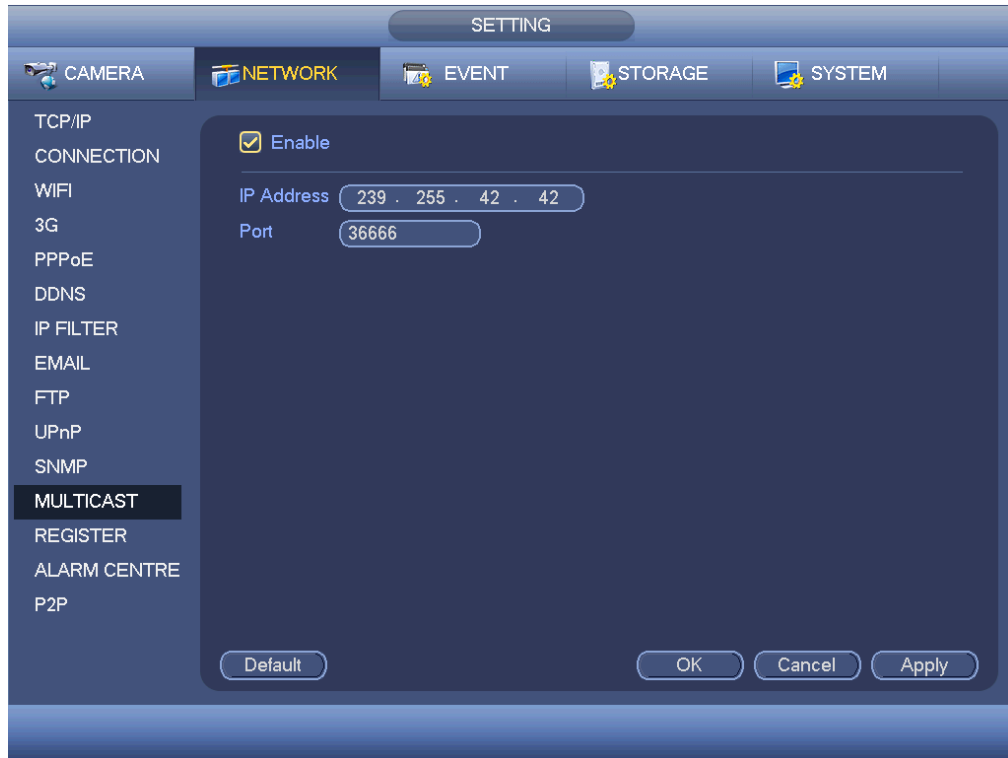 SETTING
CAMERA NETWORK EVENT STORAGE SYSTEM
TCP/IP
CONNECTION
WIFI
3G
PPPoE
DDNS
IP FILTER
EMAIL
FTP
UPnP
SNMP
MULTICAST
REGISTER
ALARM CENTRE
P2P
Enable
IP Address 239 . 255 . 42 . 42
Port 36666
Default OK Cancel Apply